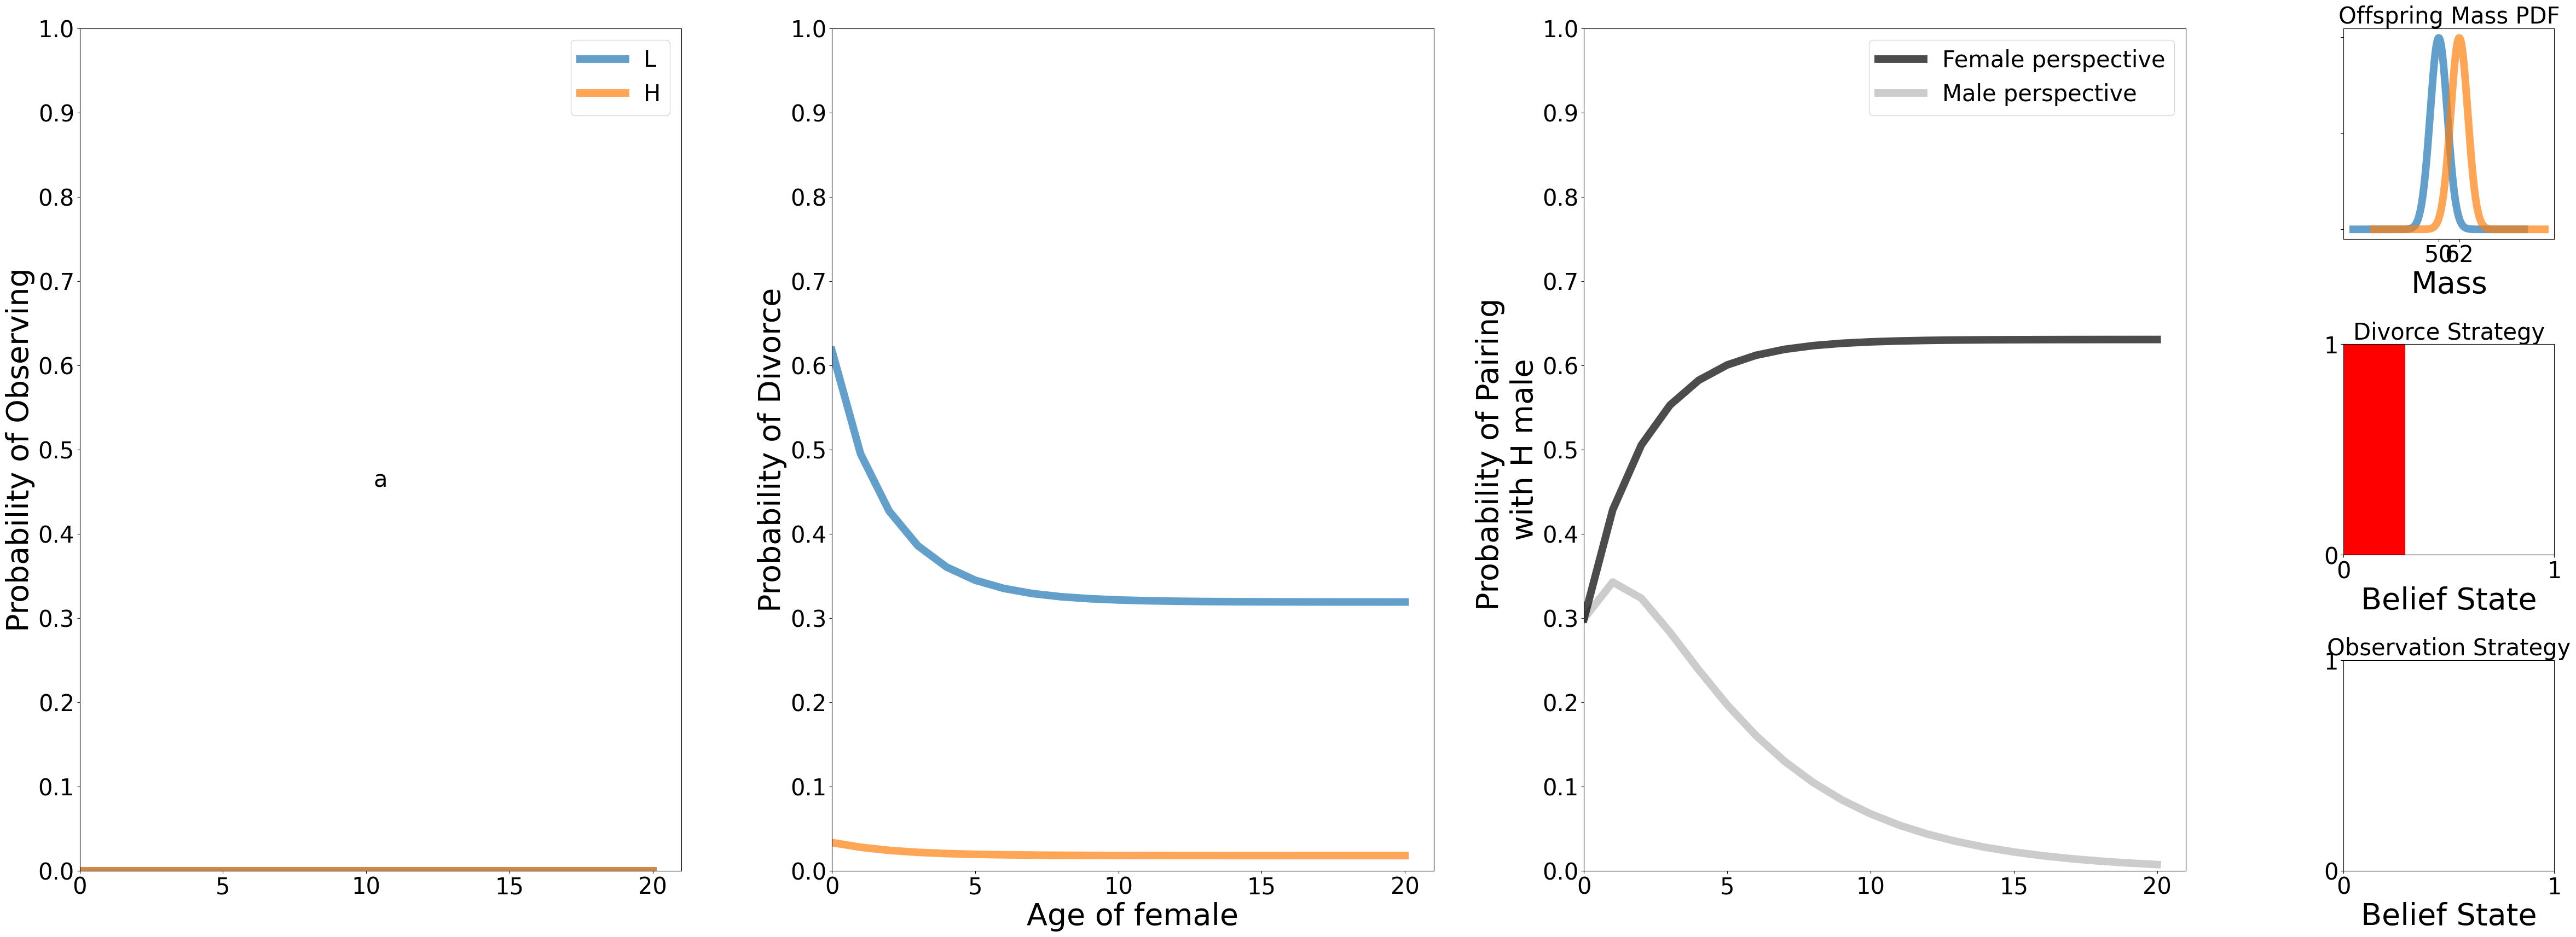 Probability of Observing
1.0
0.9
0.8
0.7
0.6
0.5
0.4
0.3
0.2
0.1
0.0
0 5 10 15 20
L
H
a
Probability of Divorce
1.0
0.9
0.8
0.7
0.6
0.5
0.4
0.3
0.2
0.1
0.0
0 5 10 15 20
Age of female
Probability of Pairing
with H male
1.0
0.9
0.8
0.7
0.6
0.5
0.4
0.3
0.2
0.1
0.0
0 5 10 15 20
Female perspective
Male perspective
Offspring Mass PDF
50 62
Mass
Divorce Strategy
1
0
0 1
Belief State
Observation Strategy
1
0
0 1
Belief State